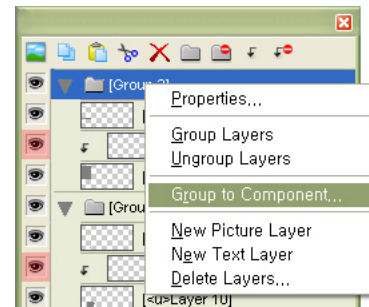 [Group 2]
Properties...
Group Layers
Ungroup Layers
[Grou
Group to Component...
New Picture Layer
New Text Layer
Delete Layers...
[<u>Layer 10]